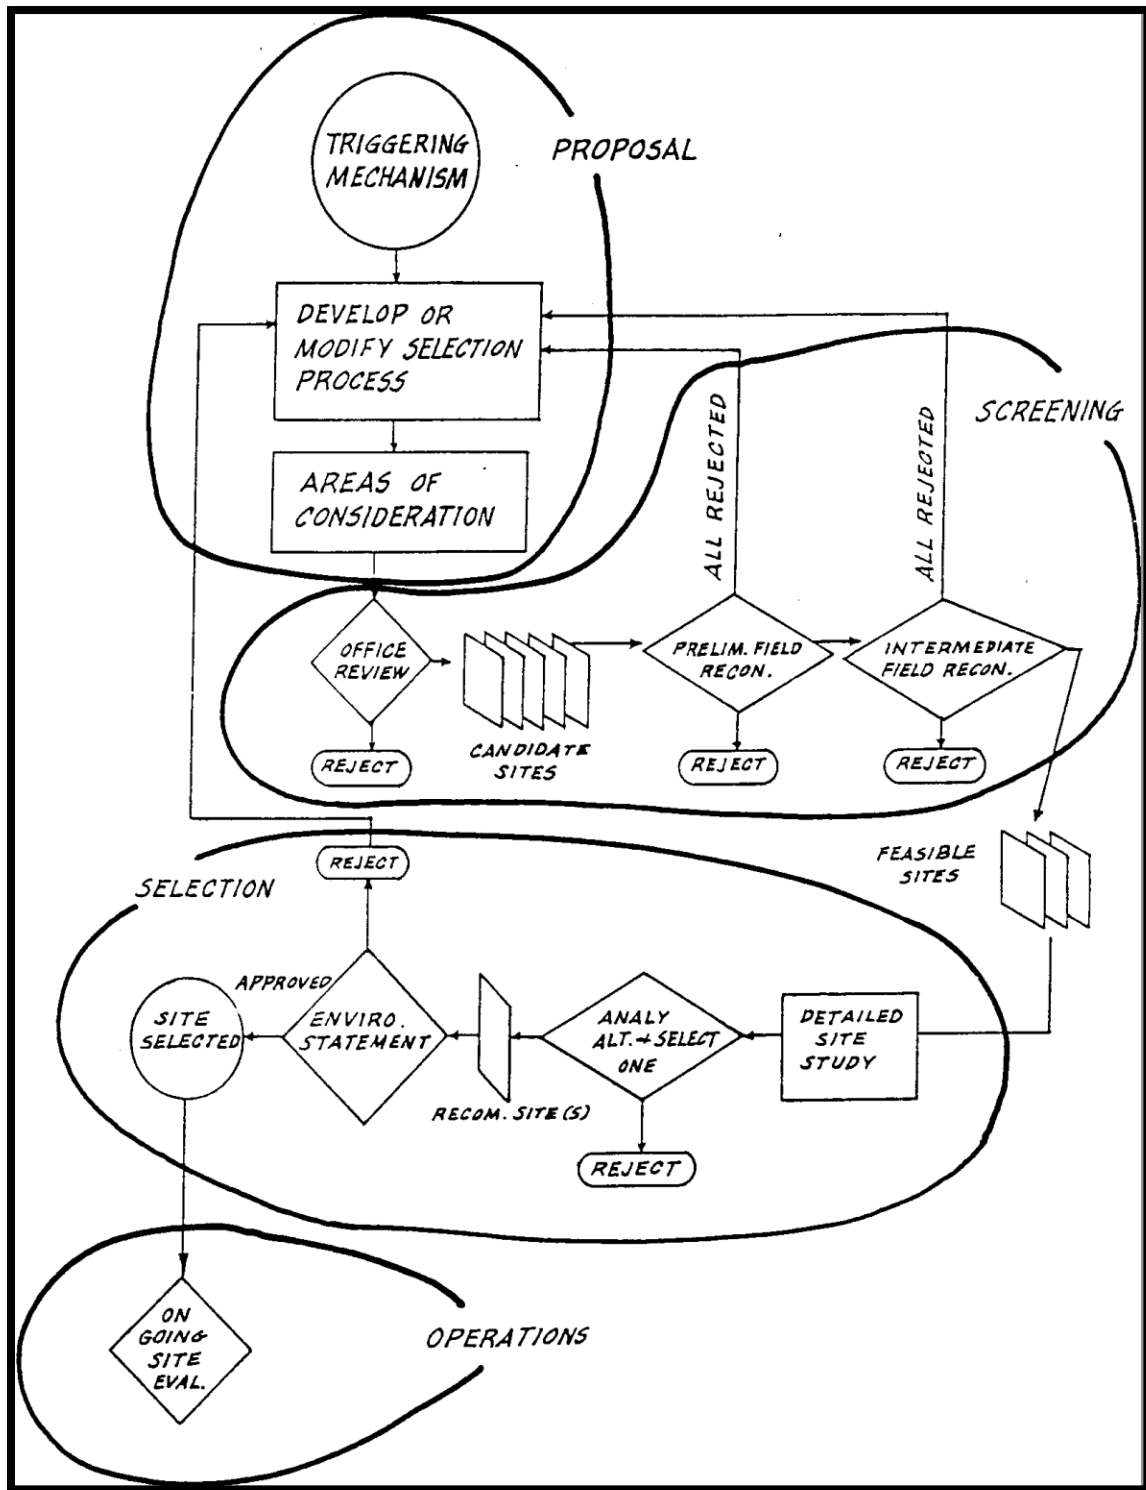 TRIGGERING
MECHANISM
PROPOSAL
DEVELOP OR
MODIFY SELECTION
PROCESS
AREAS OF
CONSIDERATION
SCREENING
ALL REJECTED
ALL REJECTED
OFFICE
REVIEW
REJECT
CANDIDATE
SITES
PRELIM. FIELD
RECON.
REJECT
INTERMEDIATE
FIELD RECON.
REJECT
FEASIBLE
SITES
SELECTION
REJECT
APPROVED
SITE
SELECTED
ENVIRO.
STATEMENT
RECOM. SITE(S)
ANALY
ALT. + SELECT
ONE
REJECT
DETAILED
SITE
STUDY
OPERATIONS
ON
GOING
SITE
EVAL.